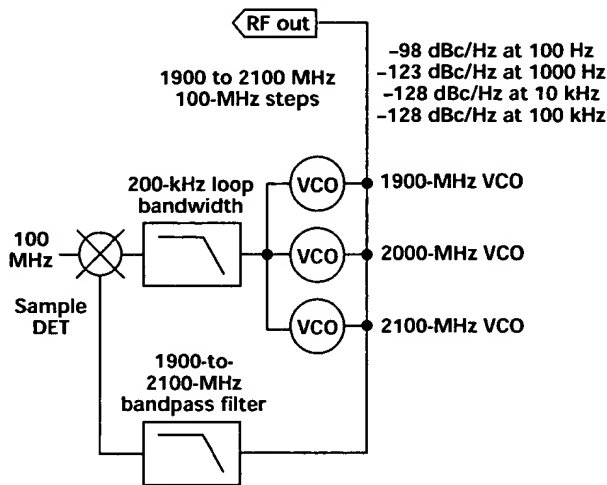 RF out
1900 to 2100 MHz
100-MHz steps
–98 dBc/Hz at 100 Hz
–123 dBc/Hz at 1000 Hz
–128 dBc/Hz at 10 kHz
–128 dBc/Hz at 100 kHz
200-kHz loop
bandwidth
VCO
1900-MHz VCO
100
MHz
VCO
2000-MHz VCO
Sample
DET
VCO
2100-MHz VCO
1900-to-
2100-MHz
bandpass filter